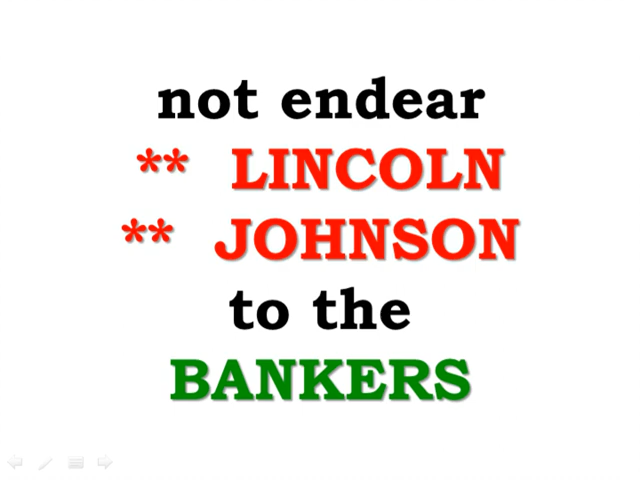 not endear
** LINCOLN
** JOHNSON
to the
BANKERS